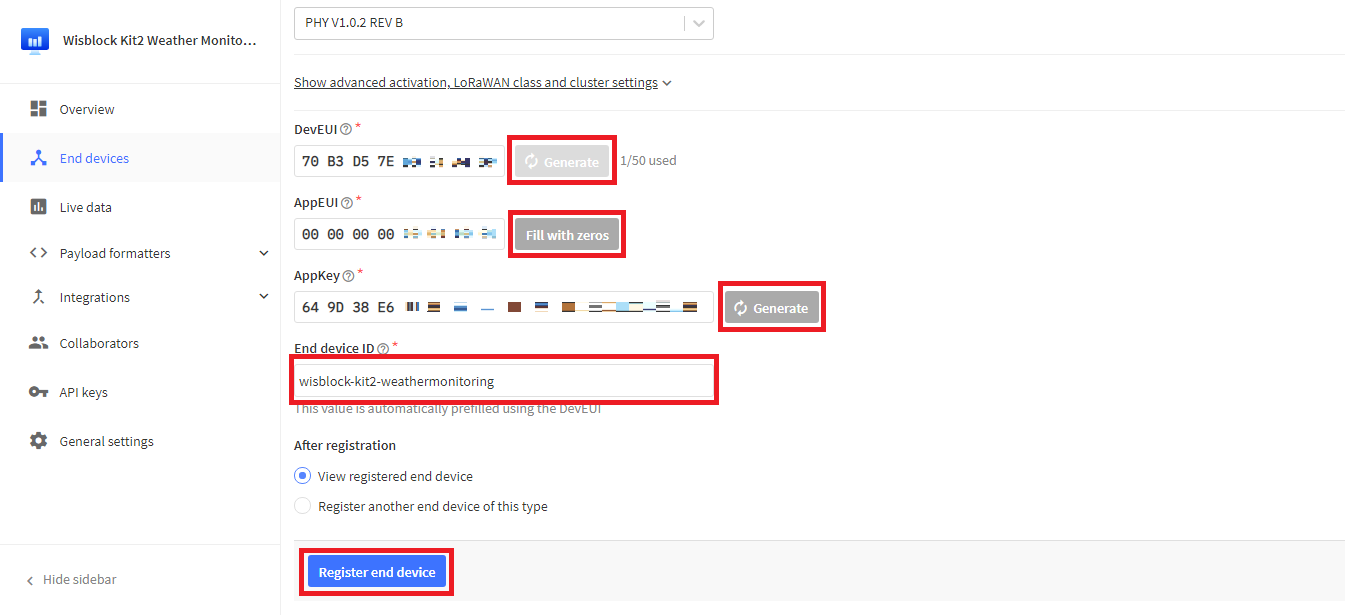 Wisblock Kit2 Weather Monito...
Overview
End devices
Live data
Payload formatters
Integrations
Collaborators
API keys
General settings
Hide sidebar
PHY V1.0.2 REV B
Show advanced activation, LoRaWAN class and cluster settings
DevEUI *
70 B3 D5 7E
Generate
1/50 used
AppEUI *
00 00 00 00
Fill with zeros
AppKey *
64 9D 38 E6
Generate
End device ID *
wisblock-kit2-weathermonitoring
This value is automatically prefilled using the DevEUI
After registration
View registered end device
Register another end device of this type
Register end device